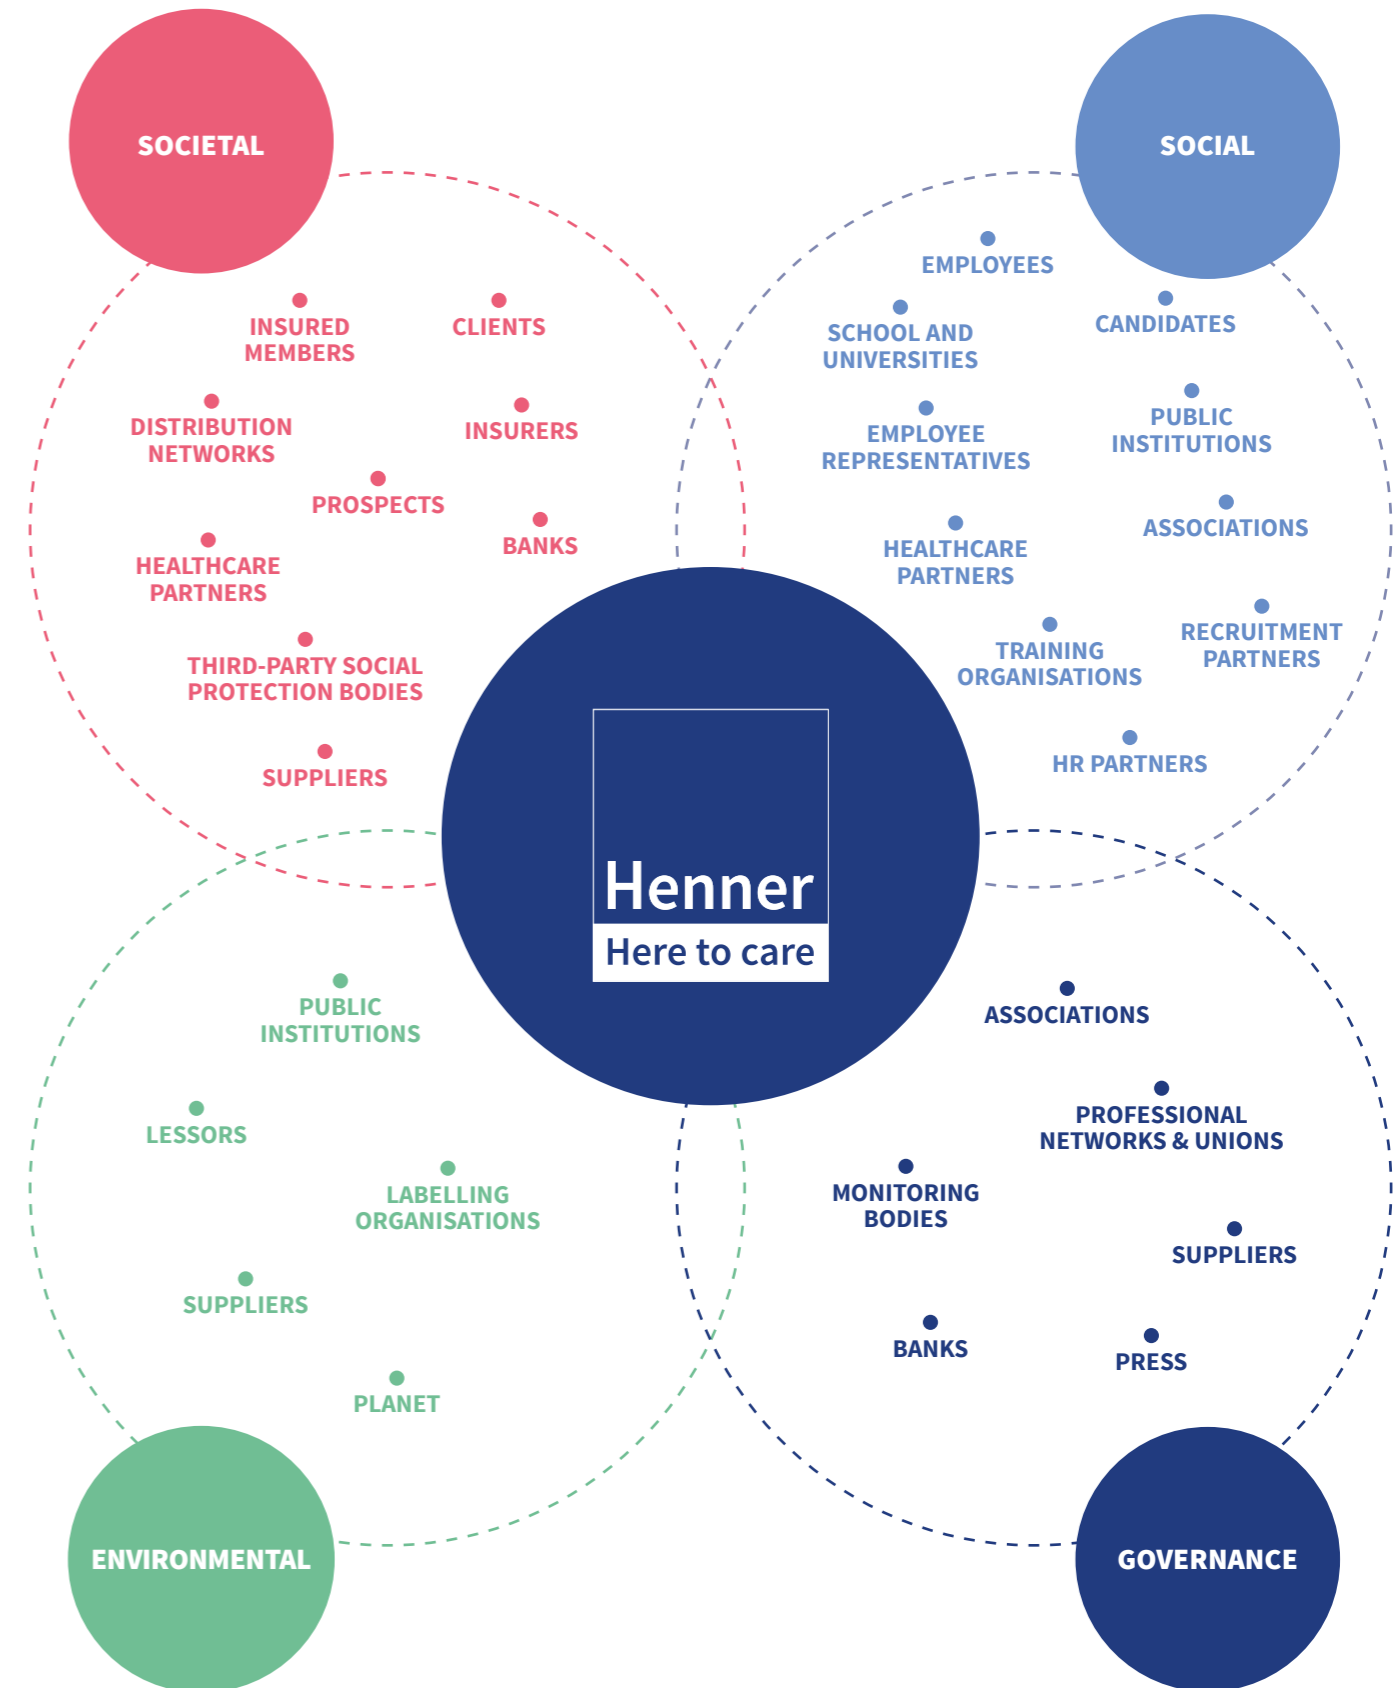 SOCIETAL
INSURED
MEMBERS
CLIENTS
DISTRIBUTION
NETWORKS
INSURERS
PROSPECTS
BANKS
HEALTHCARE
PARTNERS
THIRD-PARTY SOCIAL
PROTECTION BODIES
SUPPLIERS
SOCIAL
EMPLOYEES
CANDIDATES
SCHOOL AND
UNIVERSITIES
PUBLIC
INSTITUTIONS
EMPLOYEE
REPRESENTATIVES
ASSOCIATIONS
HEALTHCARE
PARTNERS
RECRUITMENT
PARTNERS
TRAINING
ORGANISATIONS
HR PARTNERS
Henner
Here to care
PUBLIC
INSTITUTIONS
LESSORS
LABELLING
ORGANISATIONS
SUPPLIERS
PLANET
ENVIRONMENTAL
ASSOCIATIONS
PROFESSIONAL
NETWORKS & UNIONS
MONITORING
BODIES
SUPPLIERS
BANKS
PRESS
GOVERNANCE